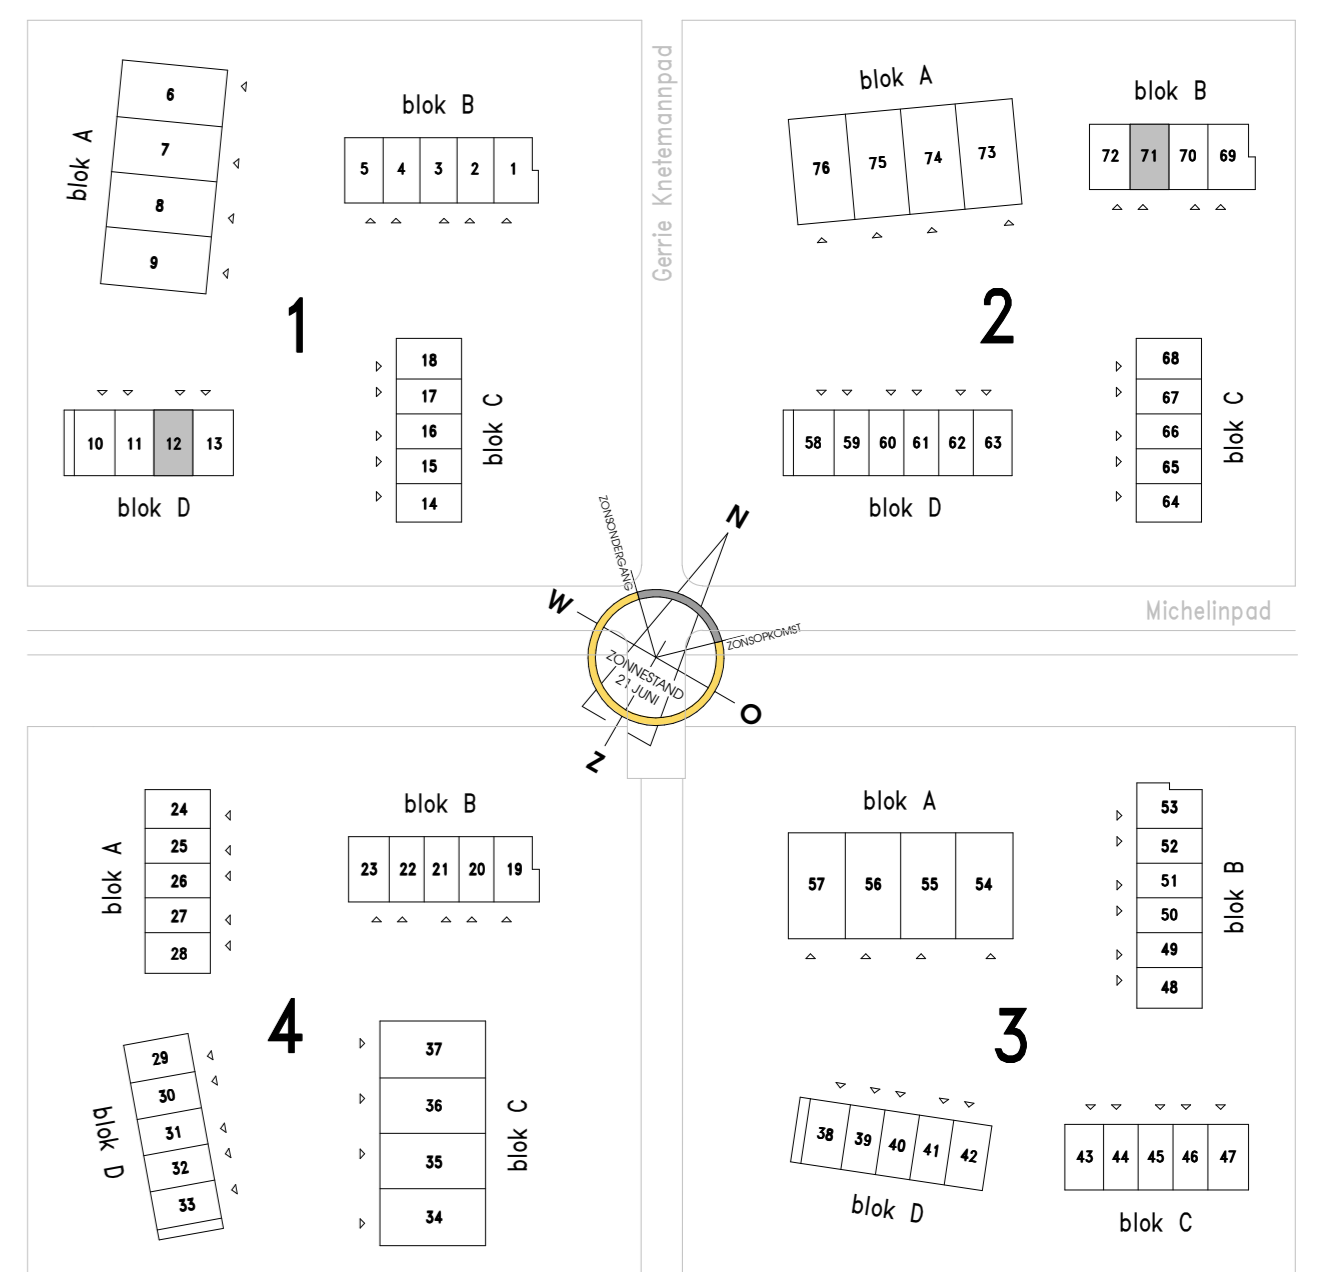 blok A
6
7
8
9
blok B
5 4 3 2 1
1
10 11 12 13
blok D
18
17
16
15
14
blok C
Gerrie Knetemannpad
blok A
76 75 74 73
blok B
72 71 70 69
2
58 59 60 61 62 63
blok D
68
67
66
65
64
blok C
Michelinpad
N
ZONSONDERGANG
W
ZONSOPKOMST
ZONNESTAND
21 JUNI
O
Z
blok A
24
25
26
27
28
blok B
23 22 21 20 19
4
29
30
31
32
33
blok D
37
36
35
34
blok C
blok A
57 56 55 54
53
52
51
50
49
48
blok B
3
38 39 40 41 42
blok D
43 44 45 46 47
blok C